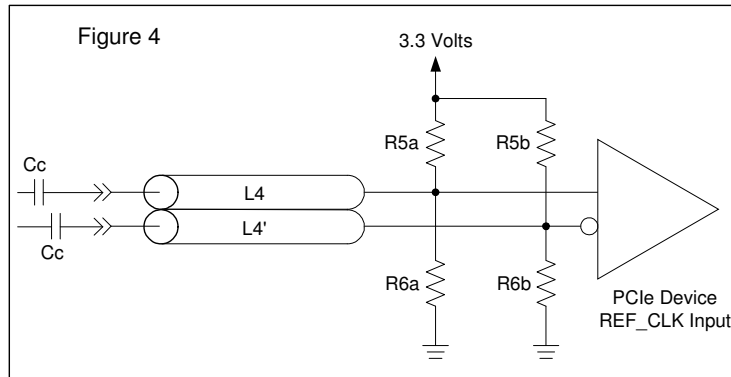 Figure 4
3.3 Volts
R5a
R5b
Cc
L4
L4'
Cc
R6a
R6b
PCIe Device
REF_CLK Input